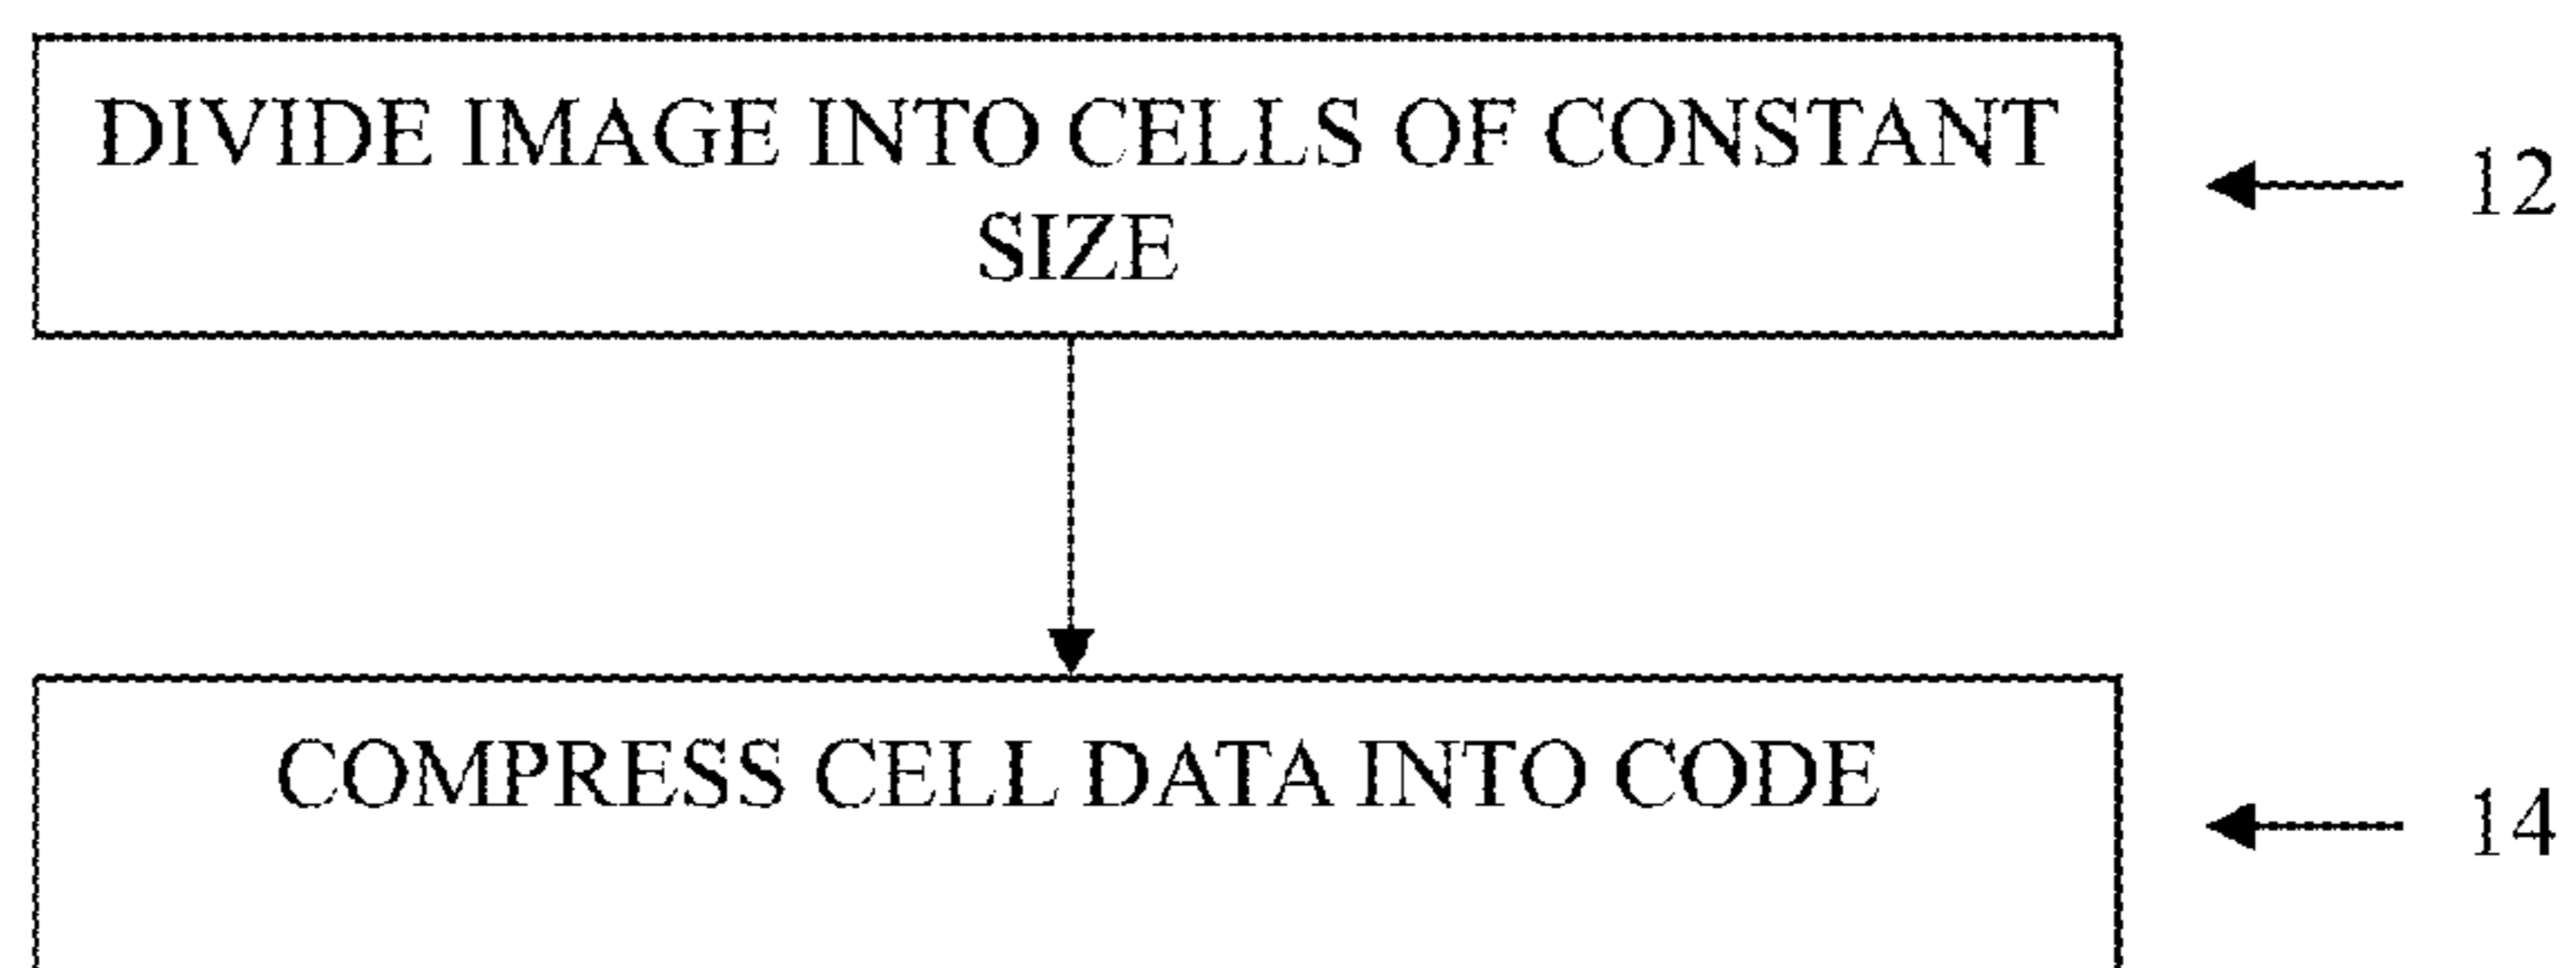 DIVIDE IMAGE INTO CELLS OF CONSTANT
SIZE
12
COMPRESS CELL DATA INTO CODE
14